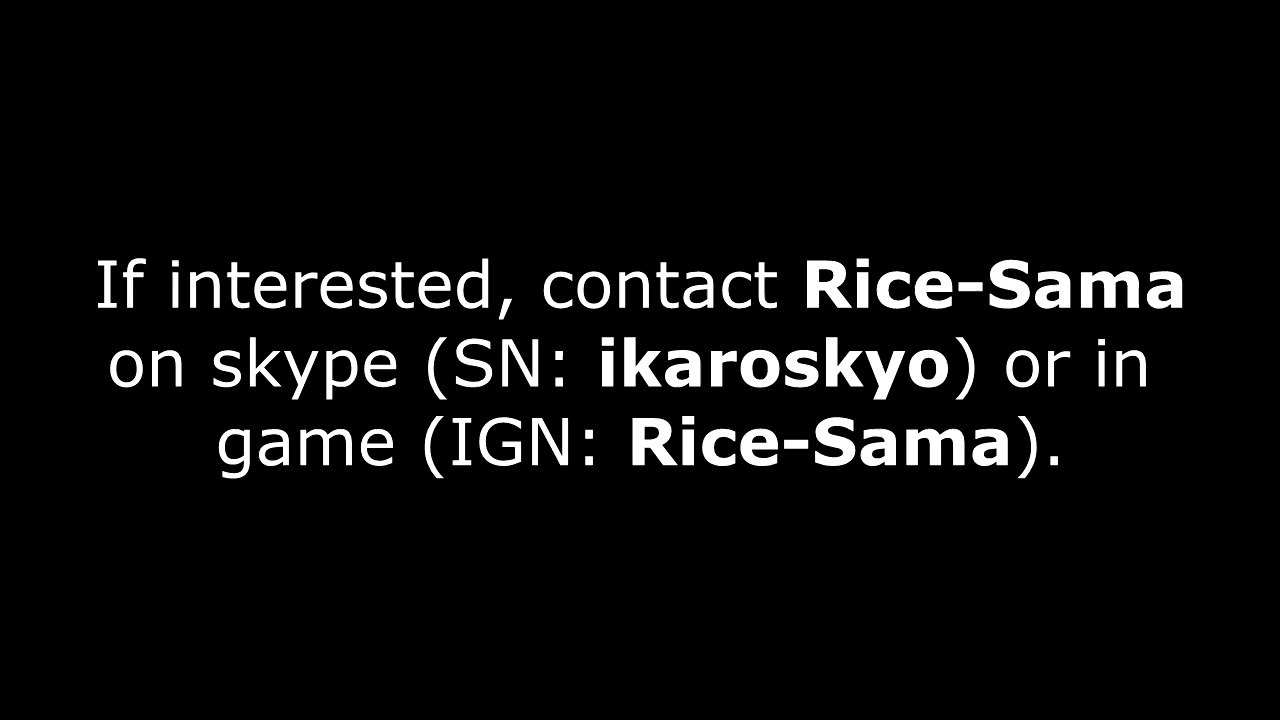 If interested, contact Rice-Sama
on skype (SN: ikaroskyo) or in
game (IGN: Rice-Sama).